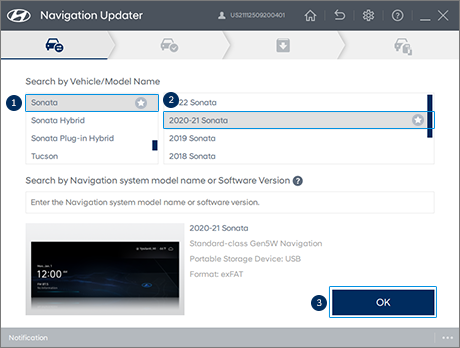 Navigation Updater
US21112509200401
Search by Vehicle/Model Name
1
Sonata
Sonata Hybrid
Sonata Plug-in Hybrid
Tucson
2
22 Sonata
2020-21 Sonata
2019 Sonata
2018 Sonata
Search by Navigation system model name or Software Version ?
Enter the Navigation system model name or software version.
12:00
2020-21 Sonata
Standard-class Gen5W Navigation
Portable Storage Device: USB
Format: exFAT
3
OK
Notification